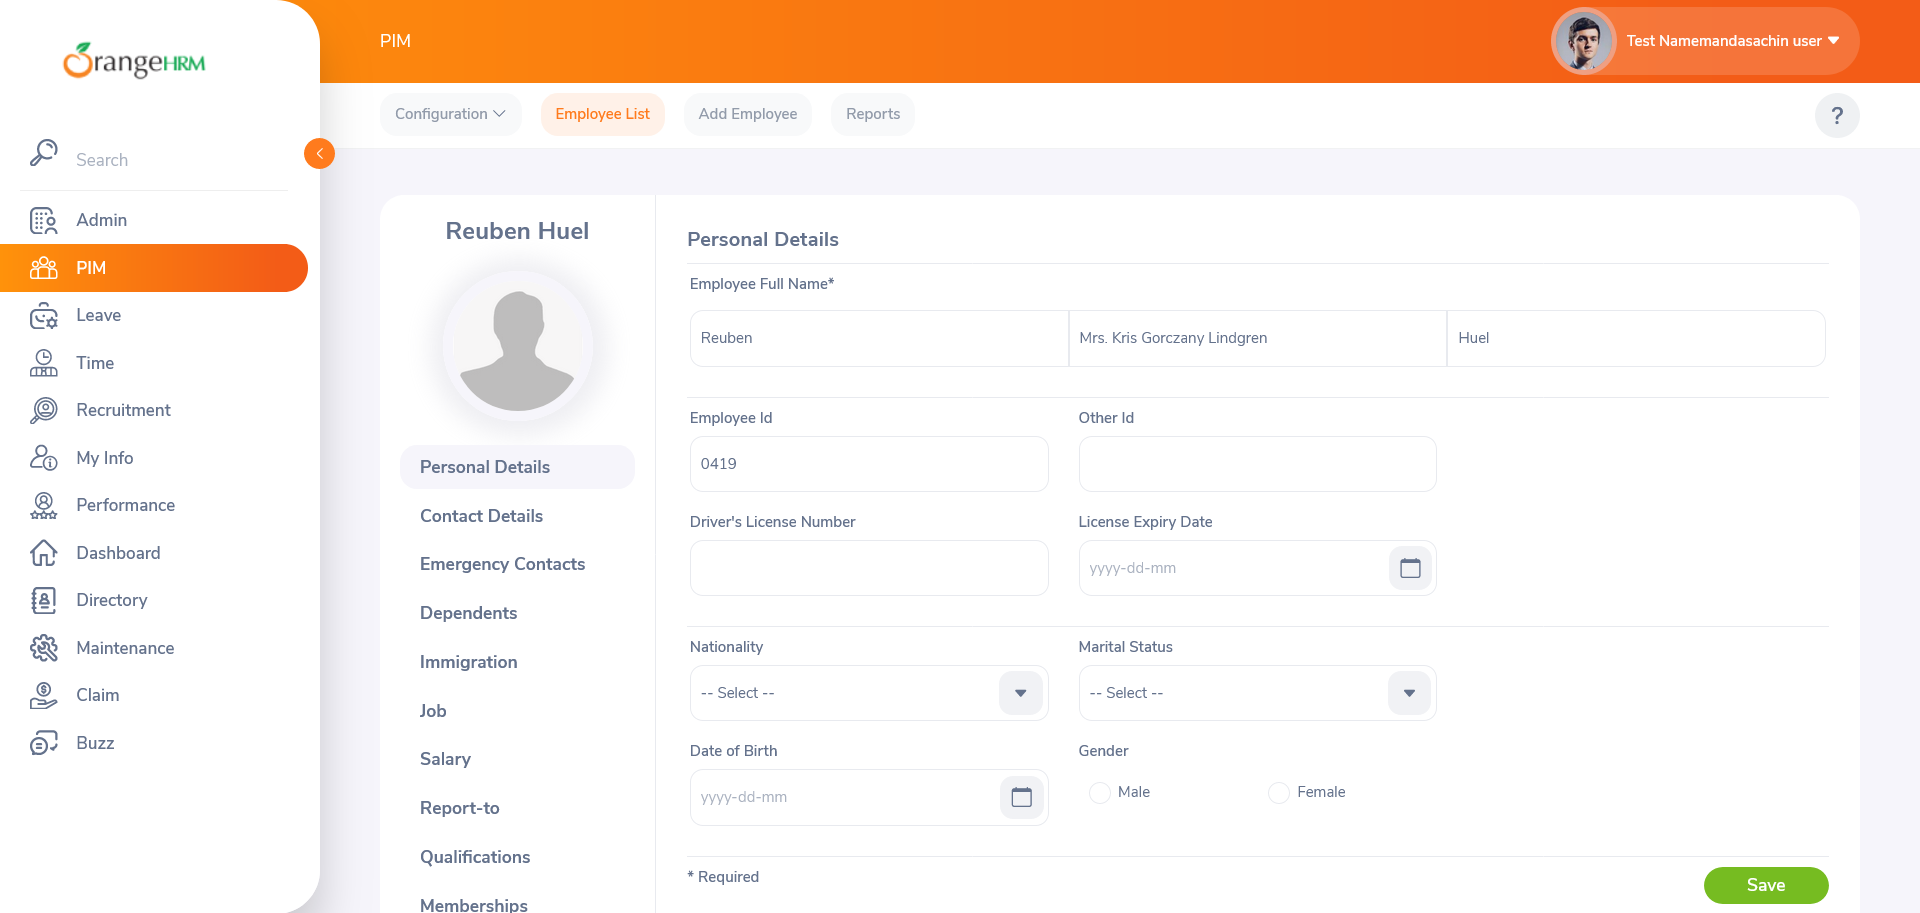 OrangeHRM
PIM
Test Namemandasachin user
Configuration
Employee List
Add Employee
Reports
?
Search
Admin
PIM
Leave
Time
Recruitment
My Info
Performance
Dashboard
Directory
Maintenance
Claim
Buzz
Reuben Huel
Personal Details
Contact Details
Emergency Contacts
Dependents
Immigration
Job
Salary
Report-to
Qualifications
Memberships
Personal Details
Employee Full Name*
Reuben
Mrs. Kris Gorczany Lindgren
Huel
Employee Id
Other Id
0419
Driver's License Number
License Expiry Date
yyyy-dd-mm
Nationality
Marital Status
-- Select --
-- Select --
Date of Birth
Gender
yyyy-dd-mm
Male
Female
* Required
Save